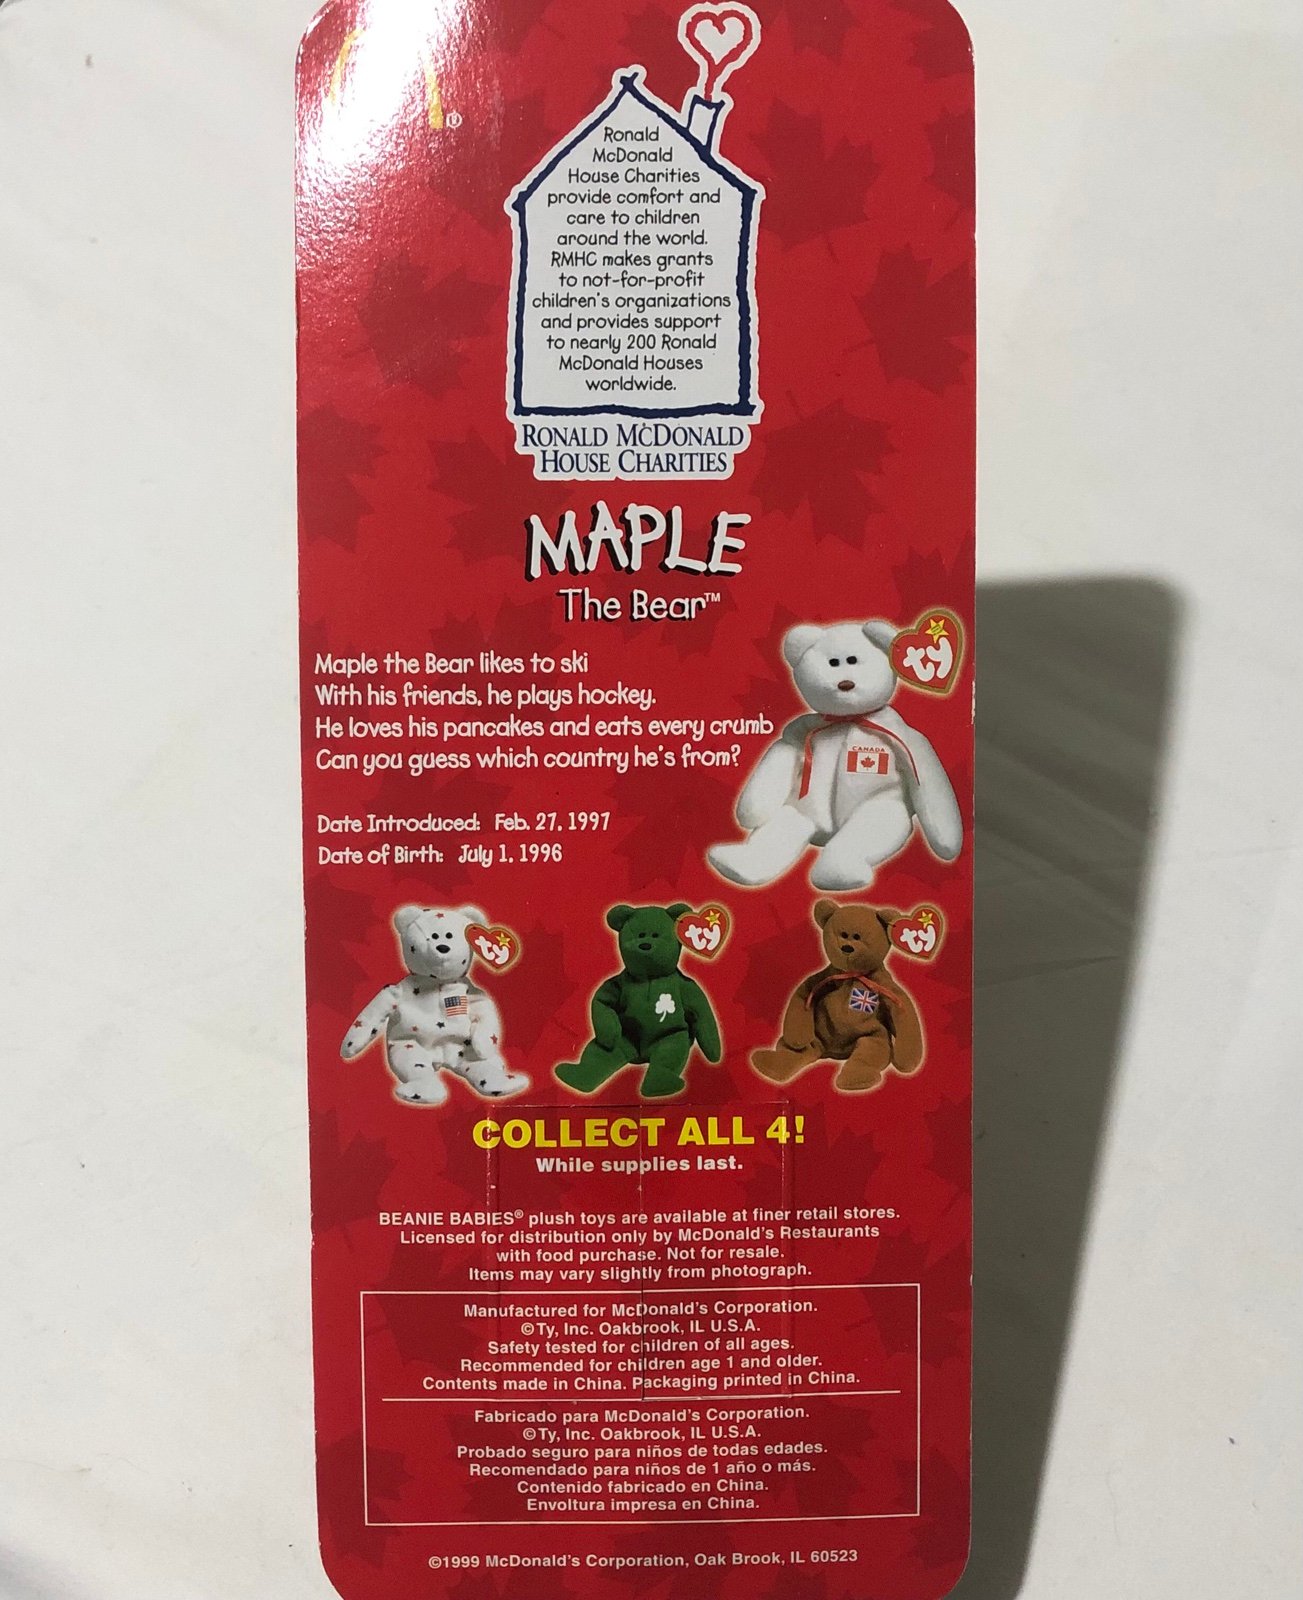 ®
Ronald
McDonald
House Charities
provide comfort and
care to children
around the world.
RMHC makes grants
to not-for-profit
children's organizations
and provides support
to nearly 200 Ronald
McDonald Houses
worldwide.
RONALD MCDONALD
HOUSE CHARITIES
MAPLE
The Bear™
Maple the Bear likes to ski
With his friends, he plays hockey.
He loves his pancakes and eats every crumb
Can you guess which country he's from?
ty
CANADA
Date Introduced: Feb. 27, 1997
Date of Birth: July 1, 1996
ty
ty
ty
COLLECT ALL 4!
While supplies last.
BEANIE BABIES® plush toys are available at finer retail stores.
Licensed for distribution only by McDonald's Restaurants
with food purchase. Not for resale.
Items may vary slightly from photograph.
Manufactured for McDonald's Corporation.
©Ty, Inc. Oakbrook, IL U.S.A.
Safety tested for children of all ages.
Recommended for children age 1 and older.
Contents made in China. Packaging printed in China.
Fabricado para McDonald's Corporation.
©Ty, Inc. Oakbrook, IL U.S.A.
Probado seguro para niños de todas edades.
Recomendado para niños de 1 año o más.
Contenido fabricado en China.
Envoltura impresa en China.
©1999 McDonald's Corporation, Oak Brook, IL 60523